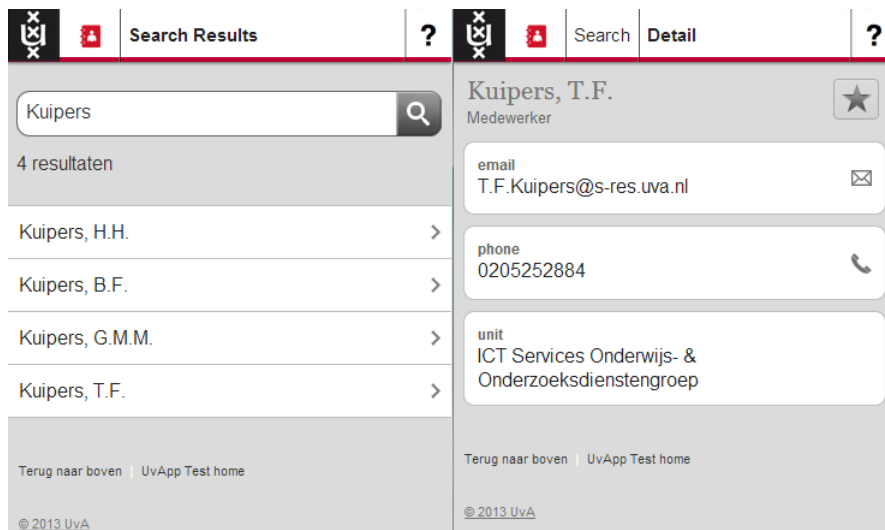 Search Results
?
Kuipers
4 resultaten
Kuipers, H.H.
Kuipers, B.F.
Kuipers, G.M.M.
Kuipers, T.F.
Terug naar boven | UvApp Test home
© 2013 UvA
Search
Detail
?
Kuipers, T.F.
Medewerker
email
T.F.Kuipers@s-res.uva.nl
phone
0205252884
unit
ICT Services Onderwijs- &
Onderzoeksdienstengroep
Terug naar boven | UvApp Test home
© 2013 UvA